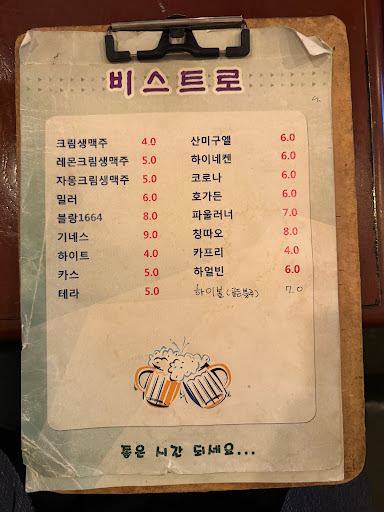 비스트로
크림생맥주 4.0
레몬크림생맥주 5.0
자몽크림생맥주 5.0
밀러 6.0
블랑1664 8.0
기네스 9.0
하이트 4.0
카스 5.0
테라 5.0
산미구엘 6.0
하이네켄 6.0
코로나 6.0
호가든 6.0
파울러너 7.0
칭따오 8.0
카프리 4.0
하얼빈 6.0
하이볼 7.0
즐거운 시간 되세요...